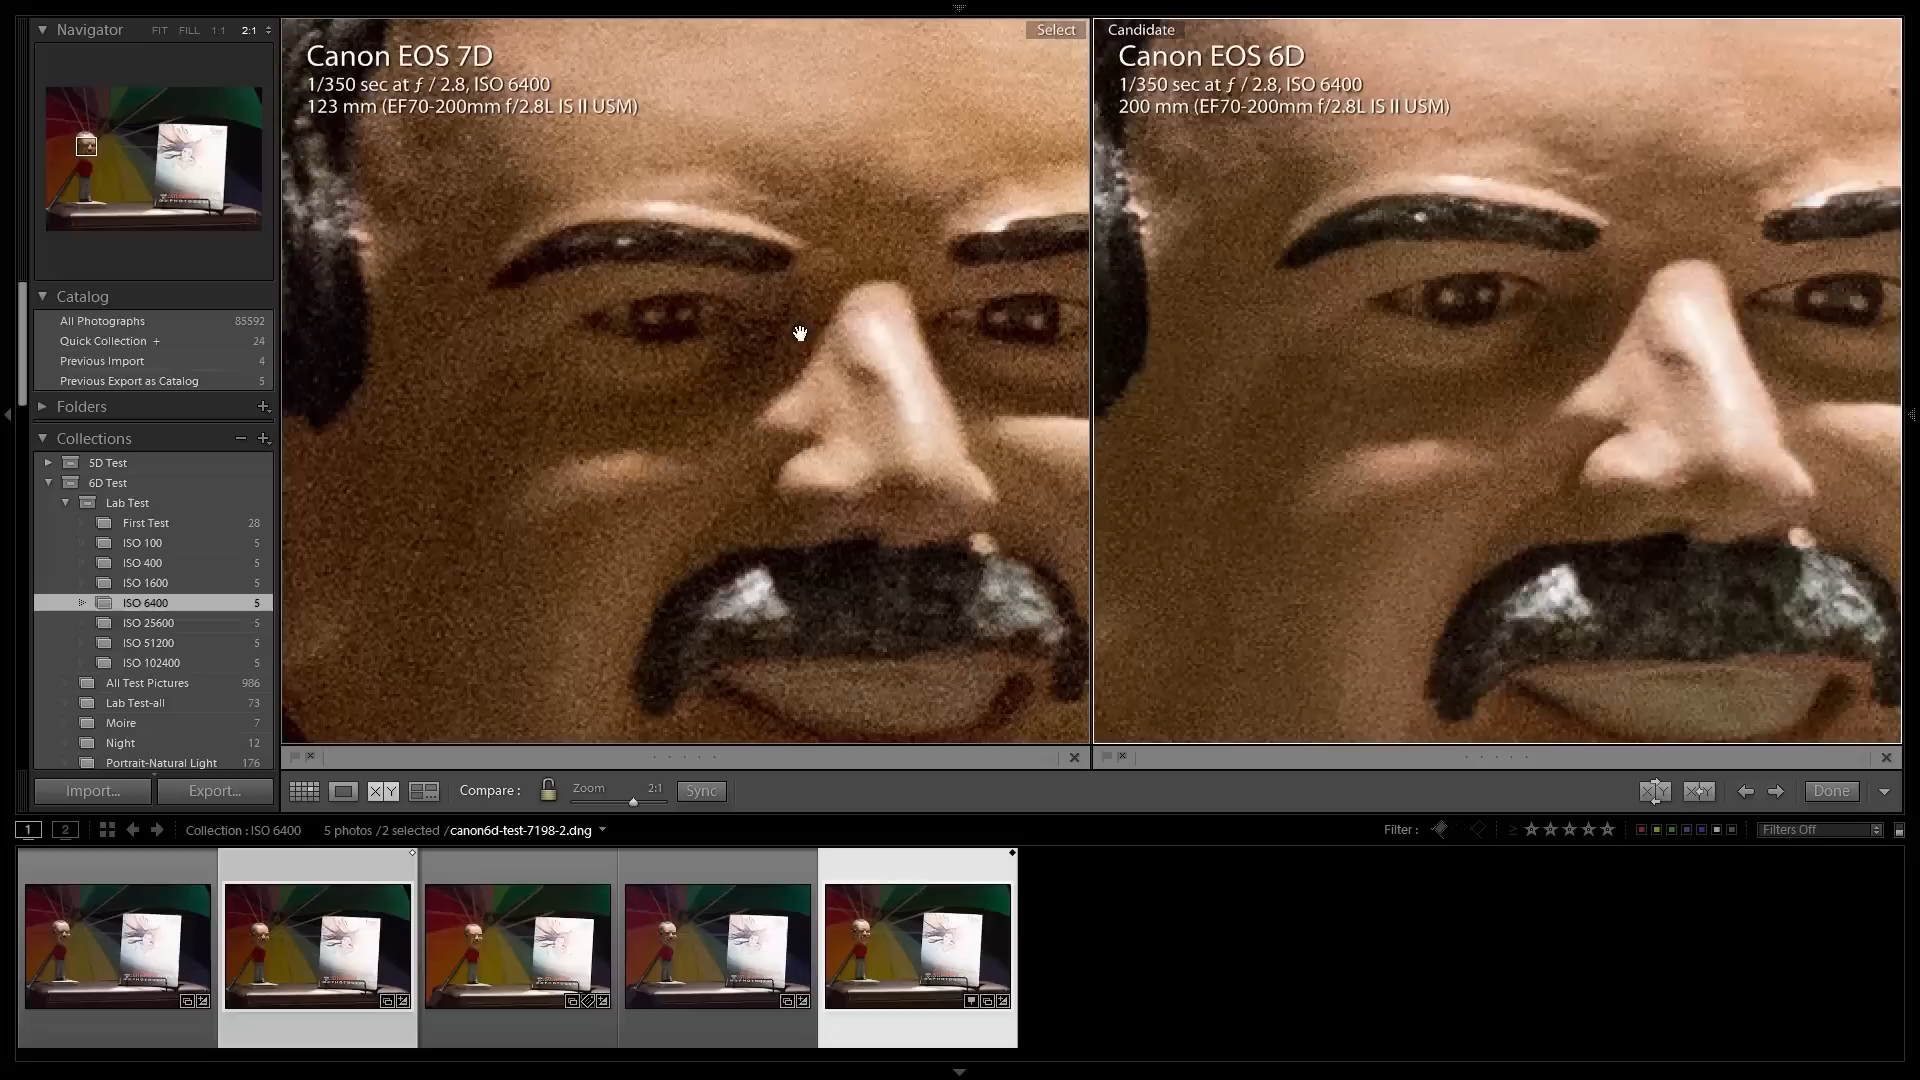 Navigator FIT FILL 1:1 2:1
Select
Canon EOS 7D
1/350 sec at ƒ / 2.8, ISO 6400
123 mm (EF70-200mm f/2.8L IS II USM)
Candidate
Canon EOS 6D
1/350 sec at ƒ / 2.8, ISO 6400
200 mm (EF70-200mm f/2.8L IS II USM)
Catalog
All Photographs 85592
Quick Collection + 24
Previous Import 4
Previous Export as Catalog 5
Folders
Collections
5D Test
6D Test
Lab Test
First Test 28
ISO 100 5
ISO 400 5
ISO 1600 5
ISO 6400 5
ISO 25600 5
ISO 51200 5
ISO 102400 5
All Test Pictures 986
Lab Test-all 73
Moire 7
Night 12
Portrait-Natural Light 176
Import... Export...
X Y Compare : Zoom 2:1 Sync
Done
1 2 Collection : ISO 6400 5 photos /2 selected /canon6d-test-7198-2.dng
Filter : Filters Off